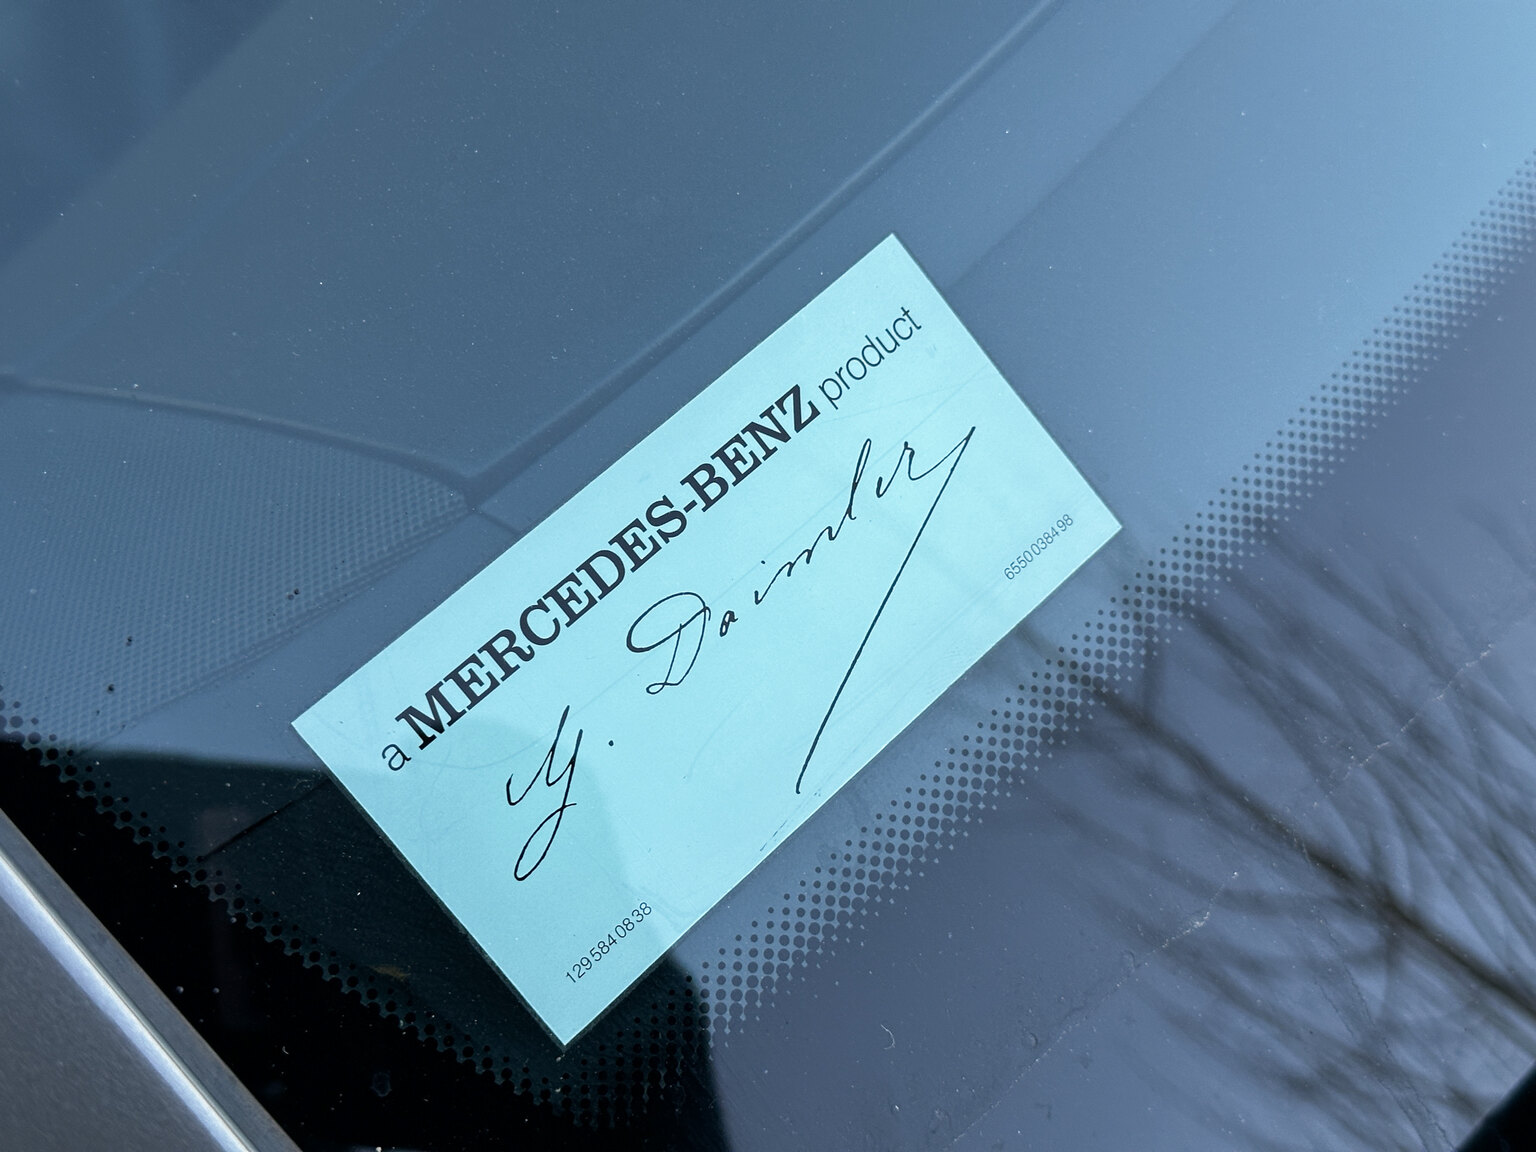 a MERCEDES-BENZ product
G. Daimler
129 584 08 38
6550 0384 98